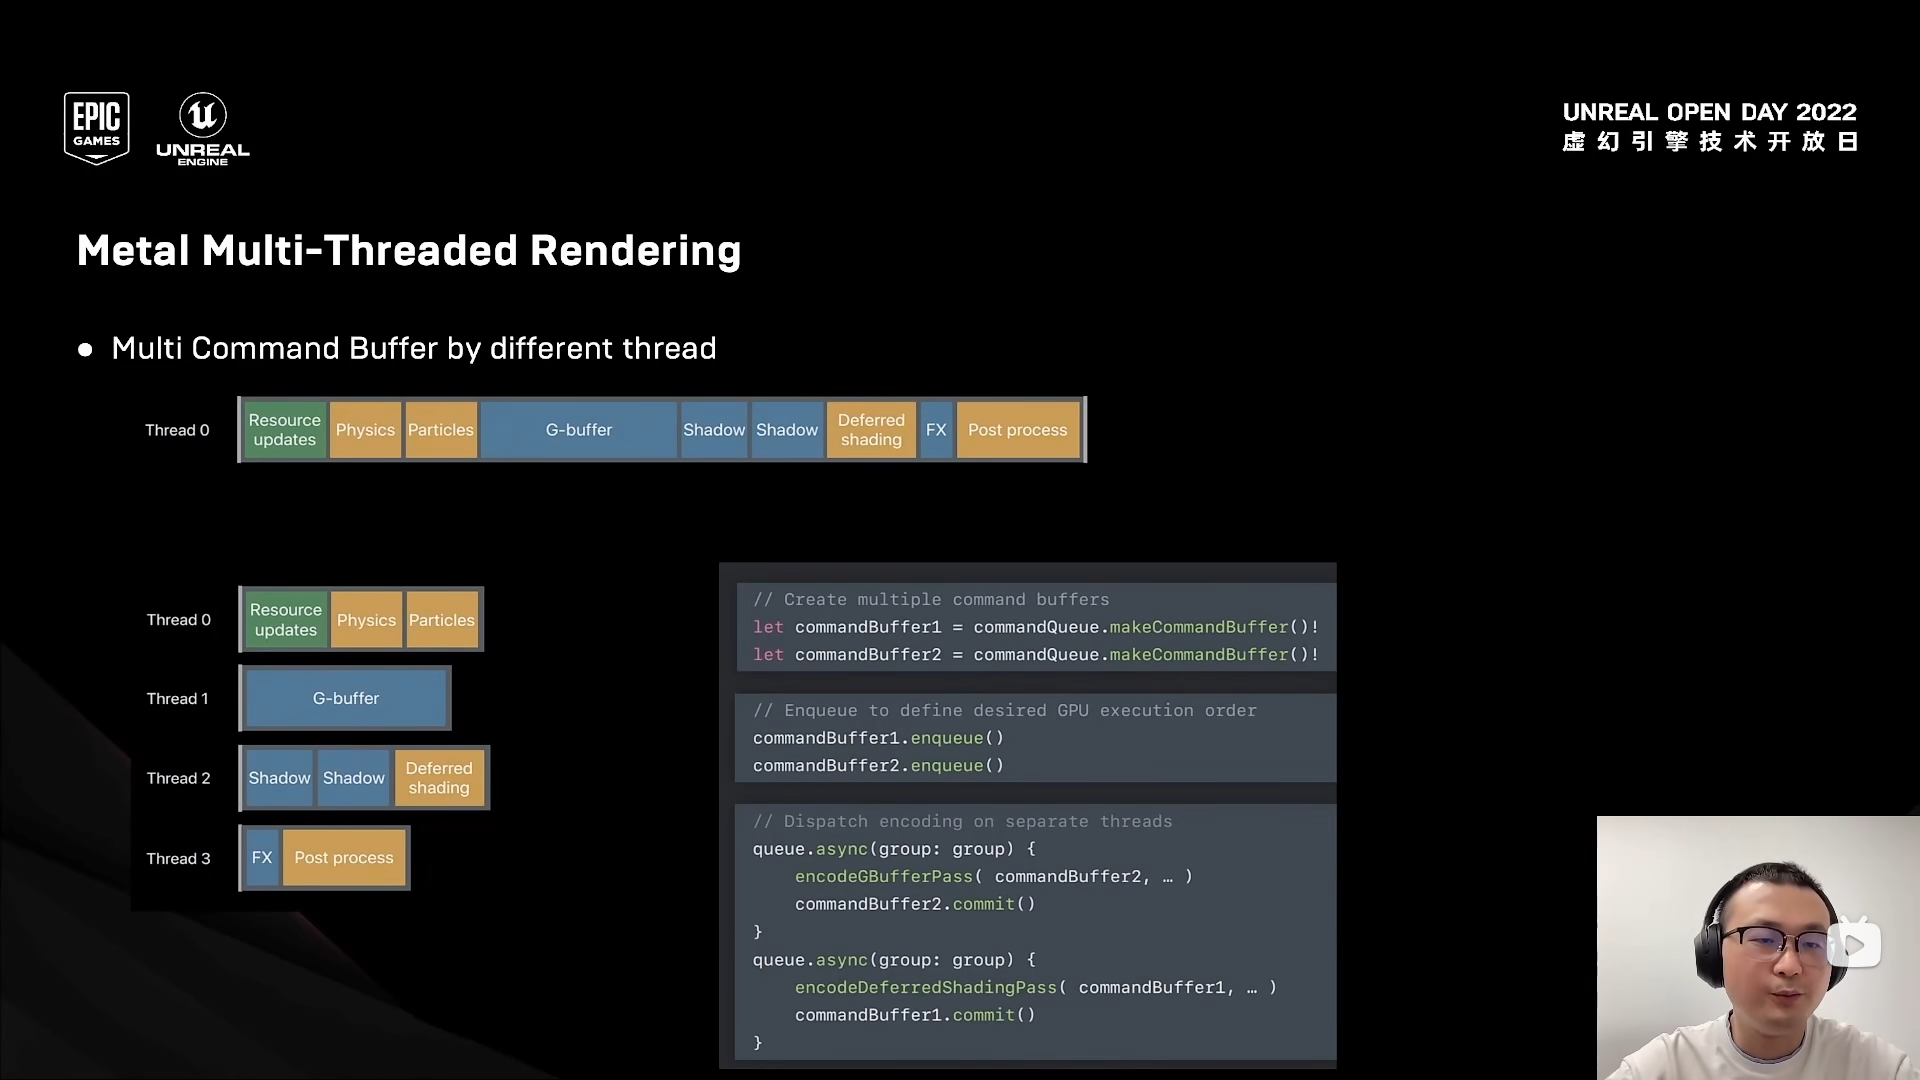 EPIC
GAMES
UNREAL
ENGINE
UNREAL OPEN DAY 2022
虚幻引擎技术开放日
Metal Multi-Threaded Rendering
● Multi Command Buffer by different thread
Thread 0
Resource
updates
Physics
Particles
G-buffer
Shadow
Shadow
Deferred
shading
FX
Post process
Thread 0
Resource
updates
Physics
Particles
Thread 1
G-buffer
Thread 2
Shadow
Shadow
Deferred
shading
Thread 3
FX
Post process
// Create multiple command buffers
let commandBuffer1 = commandQueue.makeCommandBuffer()!
let commandBuffer2 = commandQueue.makeCommandBuffer()!
// Enqueue to define desired GPU execution order
commandBuffer1.enqueue()
commandBuffer2.enqueue()
// Dispatch encoding on separate threads
queue.async(group: group) {
    encodeGBufferPass( commandBuffer2, … )
    commandBuffer2.commit()
}
queue.async(group: group) {
    encodeDeferredShadingPass( commandBuffer1, … )
    commandBuffer1.commit()
}